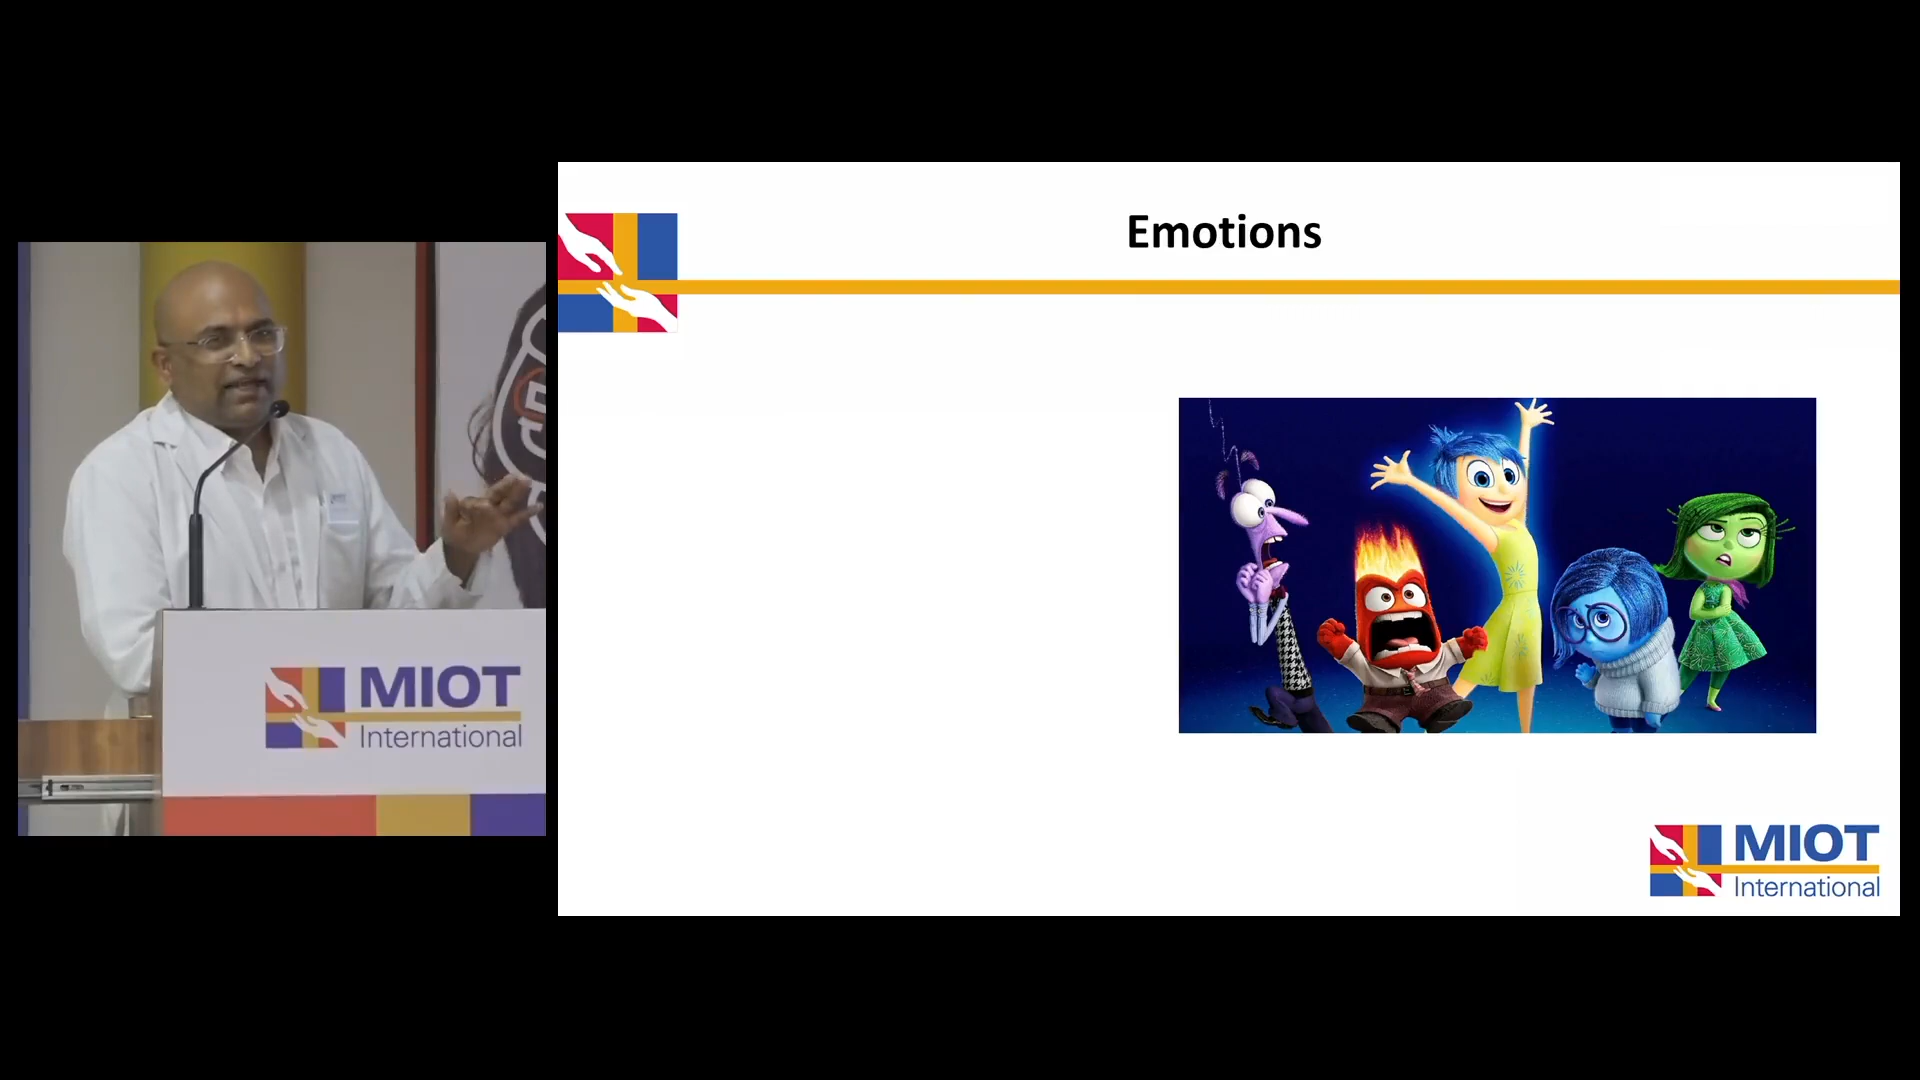 Emotions
MIOT
International
MIOT
International